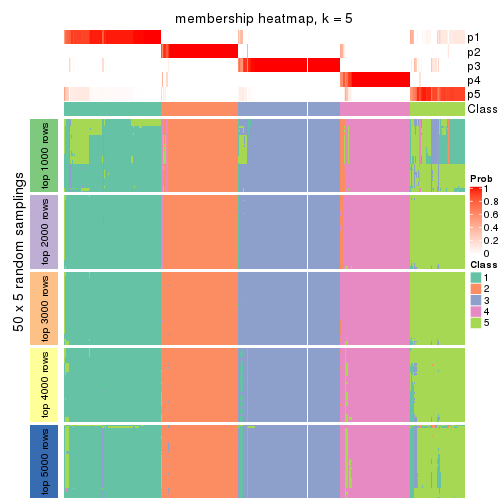 membership heatmap, k = 5
p1
p2
p3
p4
p5
Class
50 x 5 random samplings
top 1000 rows
top 2000 rows
top 3000 rows
top 4000 rows
top 5000 rows
Prob
1
0.8
0.6
0.4
0.2
0
Class
1
2
3
4
5